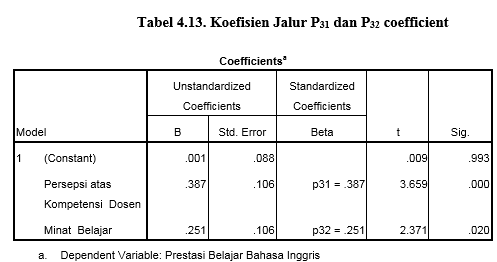 Tabel 4.13. Koefisien Jalur P31 dan P32 coefficient
Coefficientsa
Unstandardized Coefficients Standardized Coefficients
Model B Std. Error Beta t Sig.
1 (Constant) .001 .088 .009 .993
Persepsi atas Kompetensi Dosen .387 .106 p31 = .387 3.659 .000
Minat Belajar .251 .106 p32 = .251 2.371 .020
a. Dependent Variable: Prestasi Belajar Bahasa Inggris